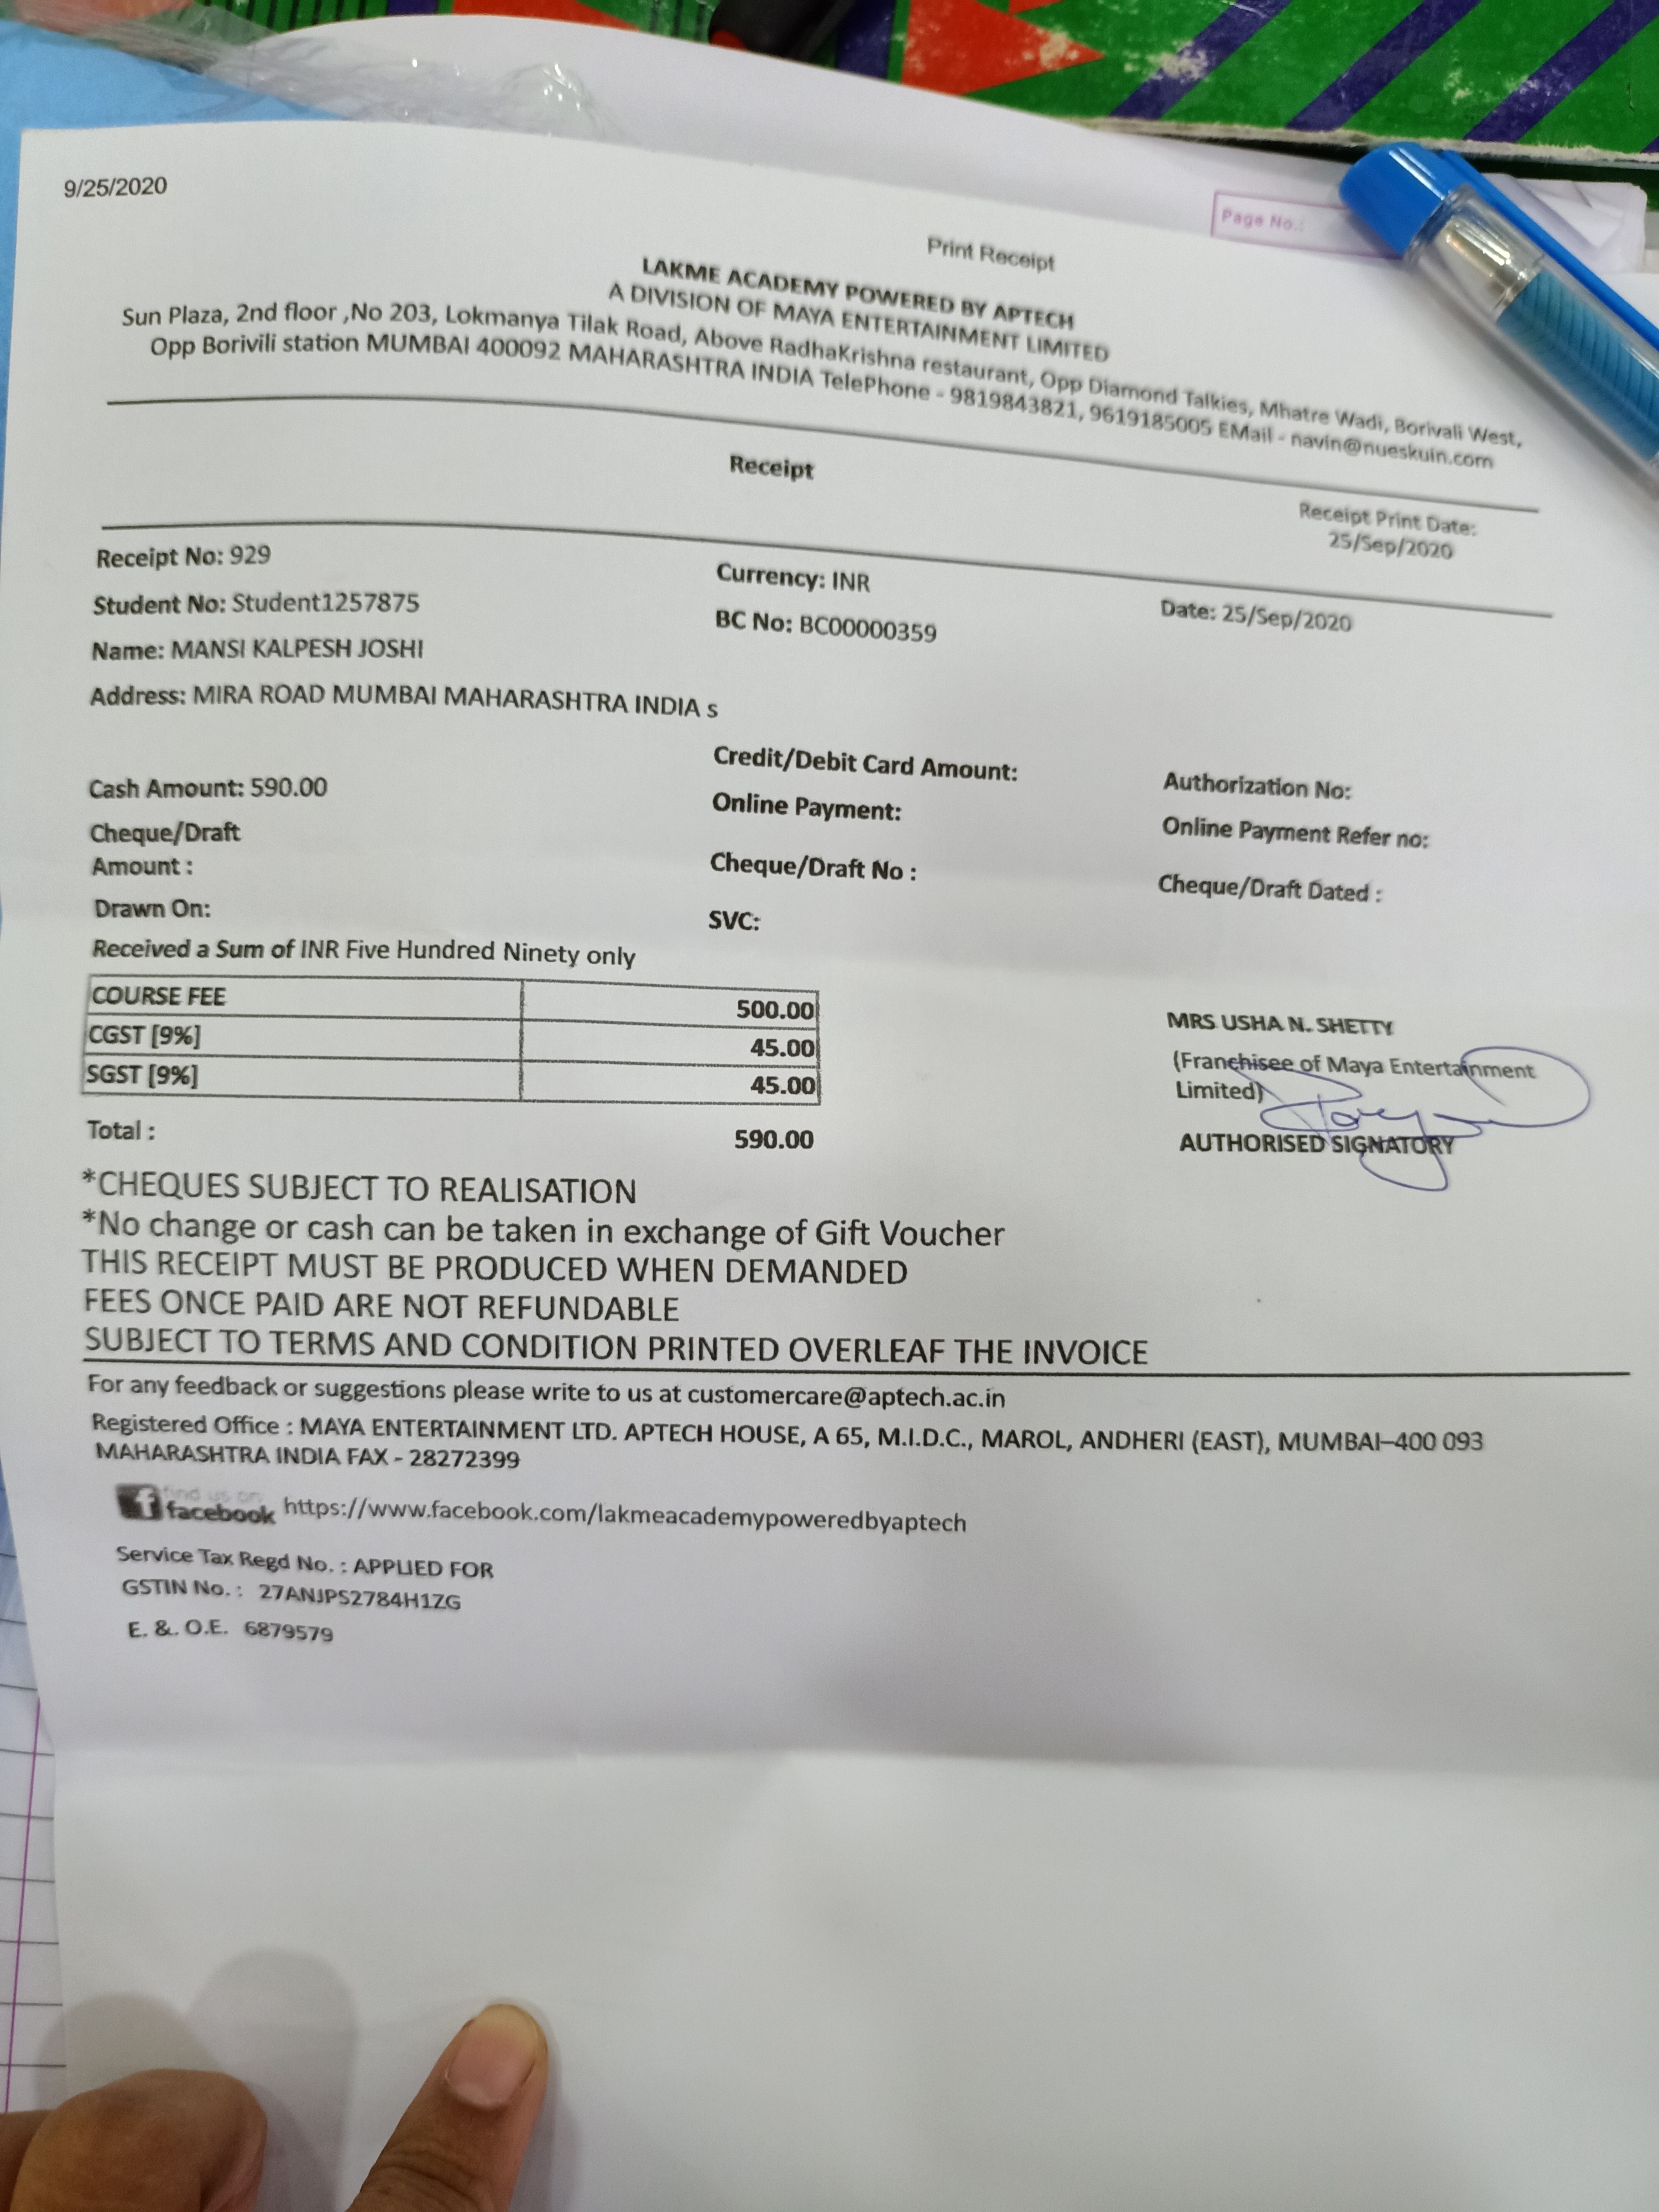 9/25/2020
Page No.:
Print Receipt
LAKME ACADEMY POWERED BY APTECH
A DIVISION OF MAYA ENTERTAINMENT LIMITED
Sun Plaza, 2nd floor ,No 203, Lokmanya Tilak Road, Above RadhaKrishna restaurant, Opp Diamond Talkies, Mhatre Wadi, Borivali West,
Opp Borivili station MUMBAI 400092 MAHARASHTRA INDIA TelePhone - 9819843821, 9619185005 EMail - navin@nueskuin.com
Receipt
Receipt Print Date:
25/Sep/2020
Receipt No: 929
Currency: INR
Date: 25/Sep/2020
Student No: Student1257875
BC No: BC00000359
Name: MANSI KALPESH JOSHI
Address: MIRA ROAD MUMBAI MAHARASHTRA INDIA s
Cash Amount: 590.00
Credit/Debit Card Amount:
Authorization No:
Online Payment:
Online Payment Refer no:
Cheque/Draft
Amount :
Cheque/Draft No :
Cheque/Draft Dated :
Drawn On:
SVC:
Received a Sum of INR Five Hundred Ninety only
COURSE FEE 500.00
CGST [9%] 45.00
SGST [9%] 45.00
Total : 590.00
MRS USHA N. SHETTY
(Franchisee of Maya Entertainment
Limited)
AUTHORISED SIGNATORY
*CHEQUES SUBJECT TO REALISATION
*No change or cash can be taken in exchange of Gift Voucher
THIS RECEIPT MUST BE PRODUCED WHEN DEMANDED
FEES ONCE PAID ARE NOT REFUNDABLE
SUBJECT TO TERMS AND CONDITION PRINTED OVERLEAF THE INVOICE
For any feedback or suggestions please write to us at customercare@aptech.ac.in
Registered Office : MAYA ENTERTAINMENT LTD. APTECH HOUSE, A 65, M.I.D.C., MAROL, ANDHERI (EAST), MUMBAI–400 093
MAHARASHTRA INDIA FAX - 28272399
find us on
facebook https://www.facebook.com/lakmeacademypoweredbyaptech
Service Tax Regd No. : APPLIED FOR
GSTIN No. : 27ANJPS2784H1ZG
E. &. O.E. 6879579